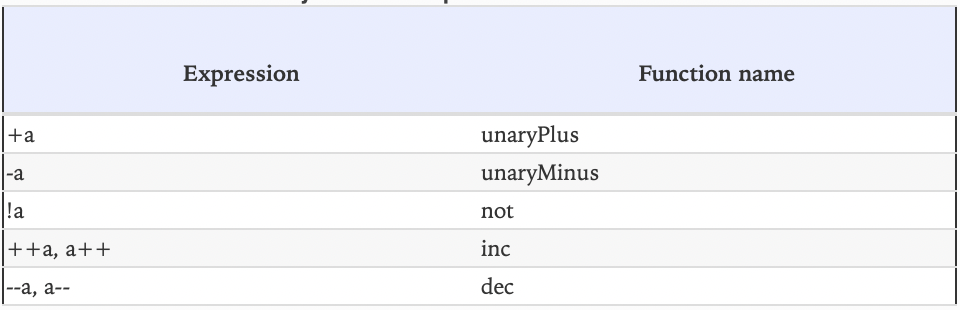 Expression Function name
+a unaryPlus
-a unaryMinus
!a not
++a, a++ inc
--a, a-- dec